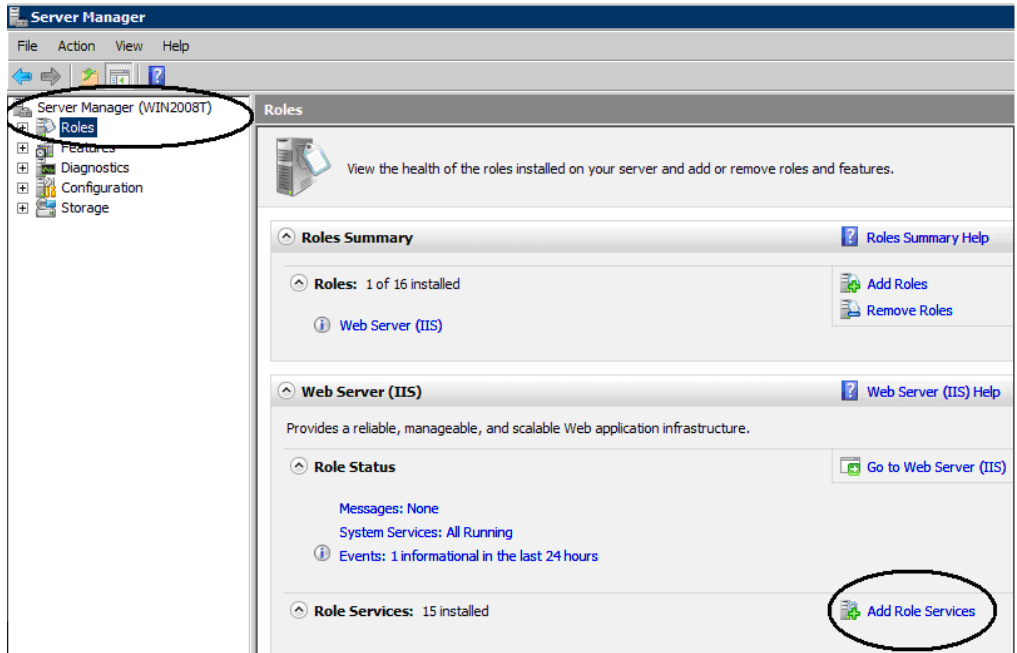 Server Manager
File Action View Help
Server Manager (WIN2008T)
Roles
Features
Diagnostics
Configuration
Storage
Roles
View the health of the roles installed on your server and add or remove roles and features.
Roles Summary
Roles Summary Help
Roles: 1 of 16 installed
Add Roles
Remove Roles
Web Server (IIS)
Web Server (IIS)
Web Server (IIS) Help
Provides a reliable, manageable, and scalable Web application infrastructure.
Role Status
Go to Web Server (IIS)
Messages: None
System Services: All Running
Events: 1 informational in the last 24 hours
Role Services: 15 installed
Add Role Services